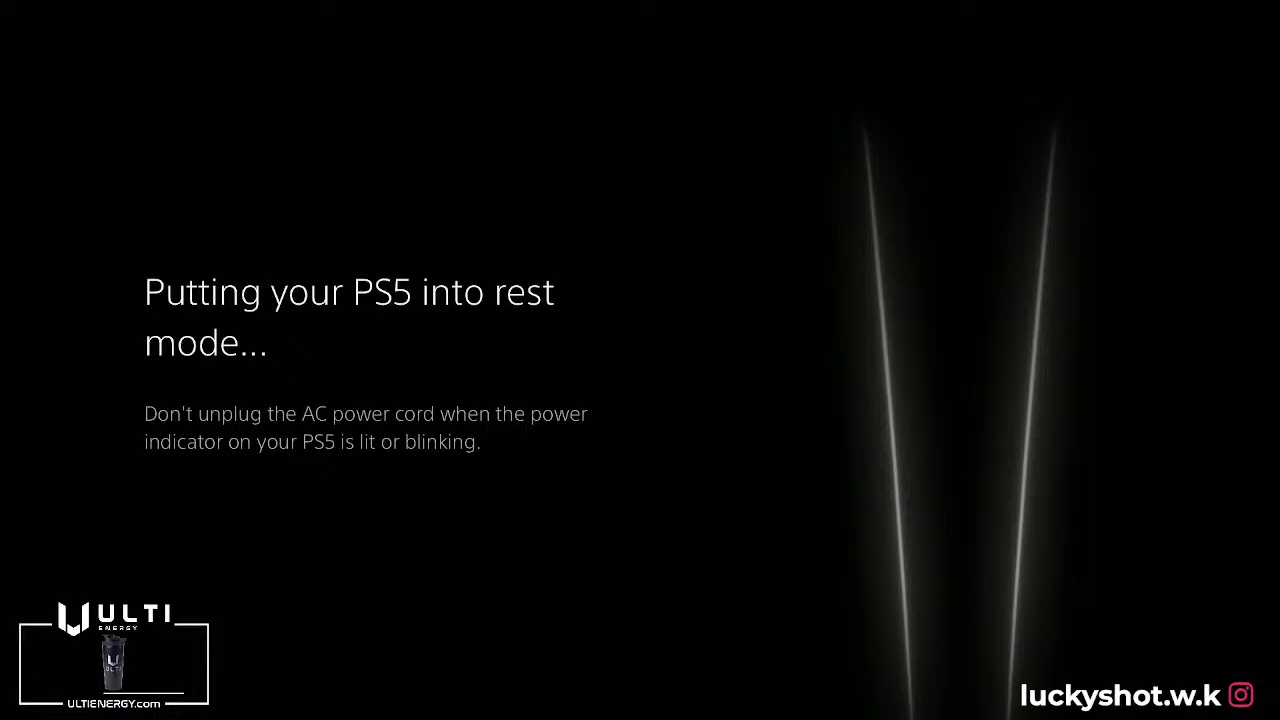 Putting your PS5 into rest
mode...
Don't unplug the AC power cord when the power
indicator on your PS5 is lit or blinking.
ULTI
ENERGY
ULTI
ULTIENERGY.com
luckyshot.w.k